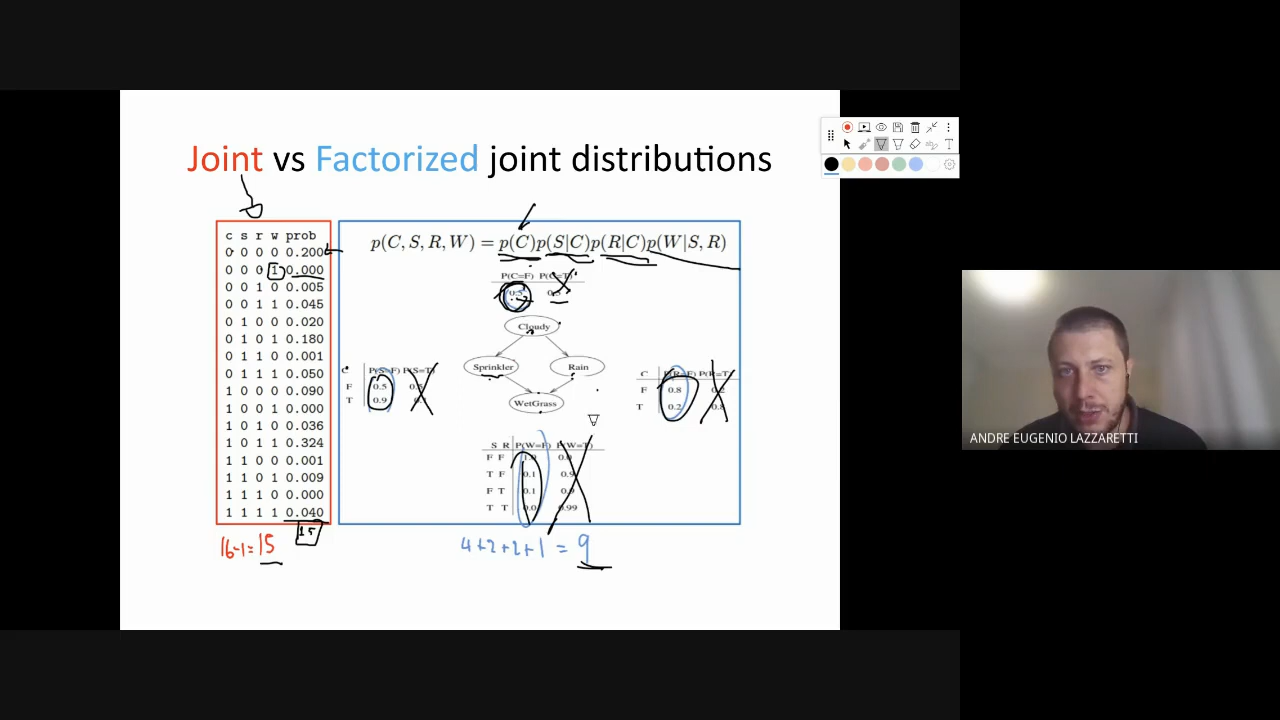 Joint vs Factorized joint distributions
c s r w prob
0 0 0 0 0.200
0 0 0 1 0.000
0 0 1 0 0.005
0 0 1 1 0.045
0 1 0 0 0.020
0 1 0 1 0.180
0 1 1 0 0.001
0 1 1 1 0.050
1 0 0 0 0.090
1 0 0 1 0.000
1 0 1 0 0.036
1 0 1 1 0.324
1 1 0 0 0.001
1 1 0 1 0.009
1 1 1 0 0.000
1 1 1 1 0.040
15
16-1=15
p(C, S, R, W) = p(C)p(S|C)p(R|C)p(W|S, R)
P(C=F) P(C=T)
Cloudy
Sprinkler
Rain
WetGrass
C P(S=F) P(S=T)
F 0.5
T 0.9
C P(R=F) P(R=T)
F 0.8
T 0.2
S R P(W=F) P(W=T)
F F
T F 0.1
F T 0.1
T T 0.99
4+2+2+1 = 9
ANDRE EUGENIO LAZZARETTI